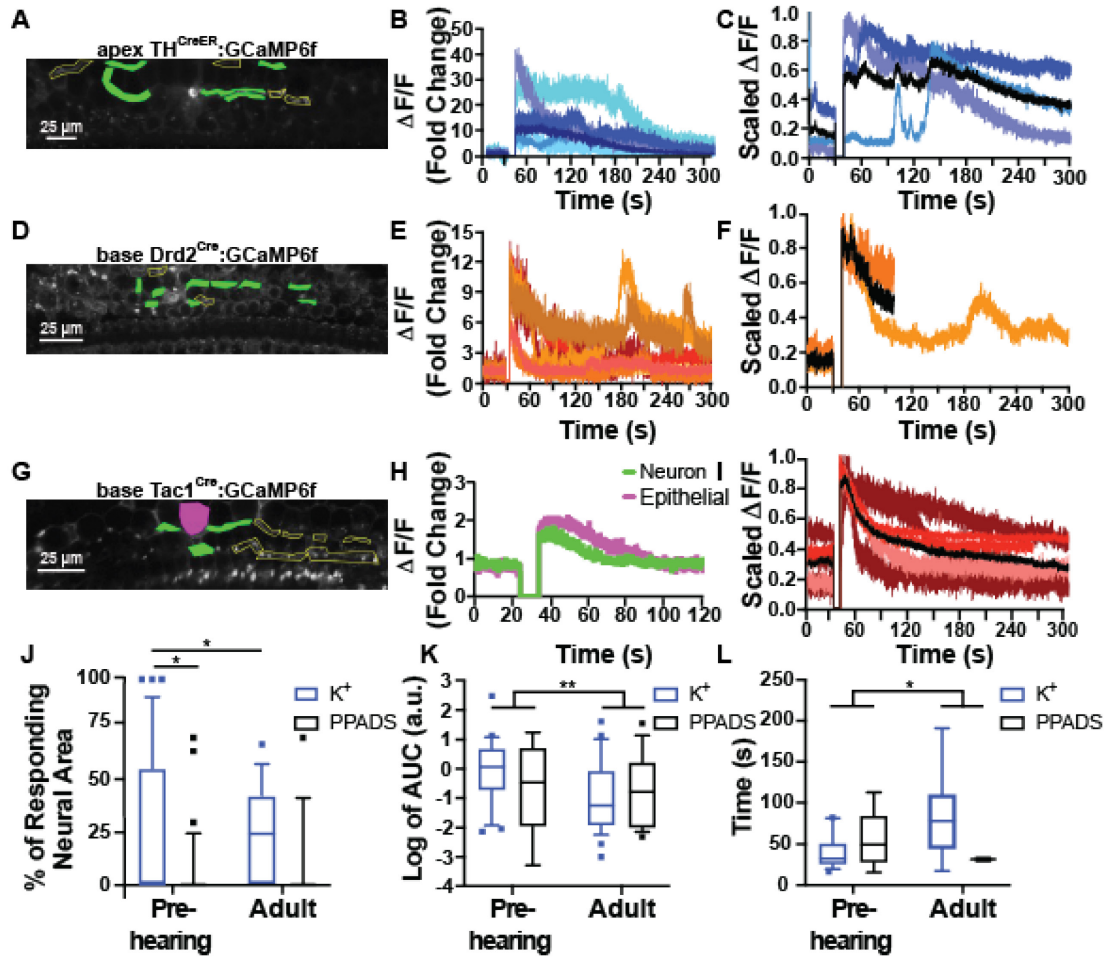 A
apex TH^CreER:GCaMP6f
25 µm
B
ΔF/F
(Fold Change)
50
40
30
20
10
0
0 60 120 180 240 300
Time (s)
C
Scaled ΔF/F
1.0
0.8
0.6
0.4
0.2
0.0
0 60 120 180 240 300
Time (s)
D
base Drd2^Cre:GCaMP6f
25 µm
E
ΔF/F
(Fold Change)
15
12
9
6
3
0
0 60 120 180 240 300
Time (s)
F
Scaled ΔF/F
1.0
0.8
0.6
0.4
0.2
0.0
0 60 120 180 240 300
Time (s)
G
base Tac1^Cre:GCaMP6f
25 µm
H
Neuron
Epithelial
ΔF/F
(Fold Change)
3
2
1
0
0 20 40 60 80 100 120
Time (s)
I
Scaled ΔF/F
1.0
0.8
0.6
0.4
0.2
0.0
0 60 120 180 240 300
Time (s)
J
*
*
K+
PPADS
% of Responding
Neural Area
100
75
50
25
0
Pre-
hearing
Adult
K
**
K+
PPADS
Log of AUC (a.u.)
3
2
1
0
-1
-2
-3
-4
Pre-
hearing
Adult
L
*
K+
PPADS
Time (s)
250
200
150
100
50
0
Pre-
hearing
Adult